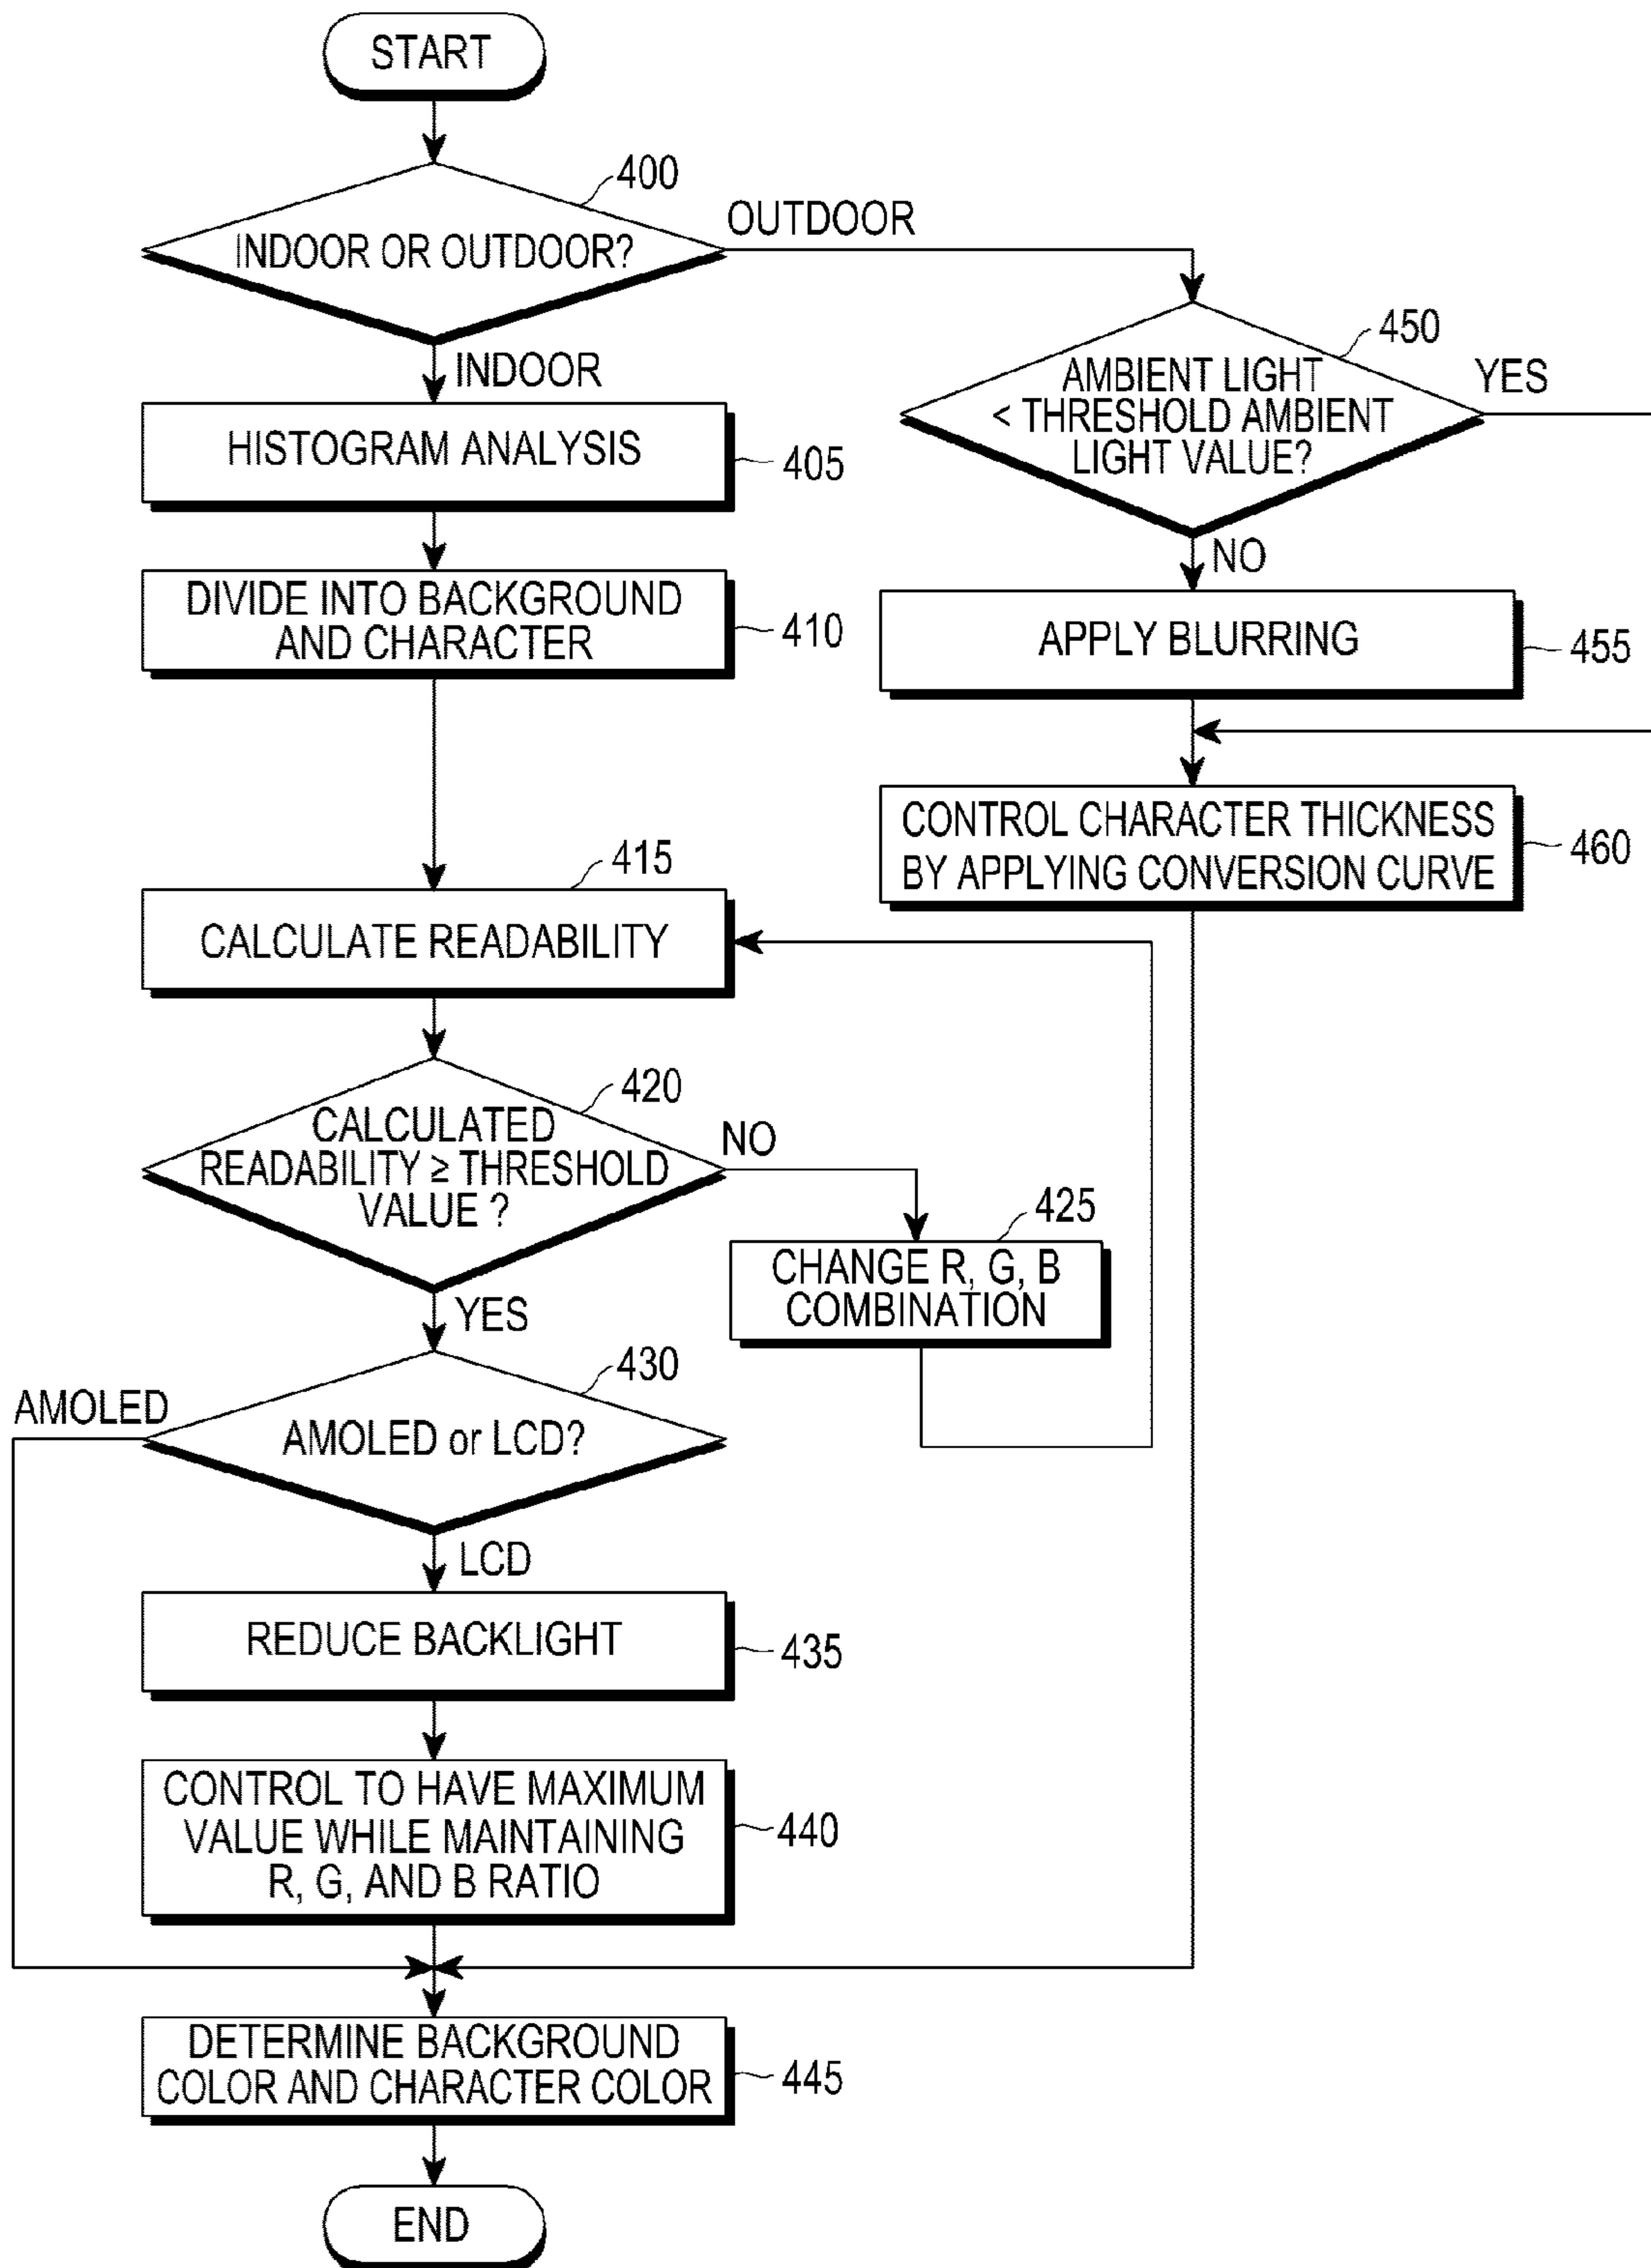 START
400
INDOOR OR OUTDOOR?
OUTDOOR
INDOOR
HISTOGRAM ANALYSIS
405
DIVIDE INTO BACKGROUND
AND CHARACTER
410
415
CALCULATE READABILITY
420
CALCULATED
READABILITY ≥ THRESHOLD
VALUE ?
NO
425
CHANGE R, G, B
COMBINATION
YES
430
AMOLED
AMOLED or LCD?
LCD
REDUCE BACKLIGHT
435
CONTROL TO HAVE MAXIMUM
VALUE WHILE MAINTAINING
R, G, AND B RATIO
440
450
AMBIENT LIGHT
< THRESHOLD AMBIENT
LIGHT VALUE?
YES
NO
APPLY BLURRING
455
CONTROL CHARACTER THICKNESS
BY APPLYING CONVERSION CURVE
460
DETERMINE BACKGROUND
COLOR AND CHARACTER COLOR
445
END